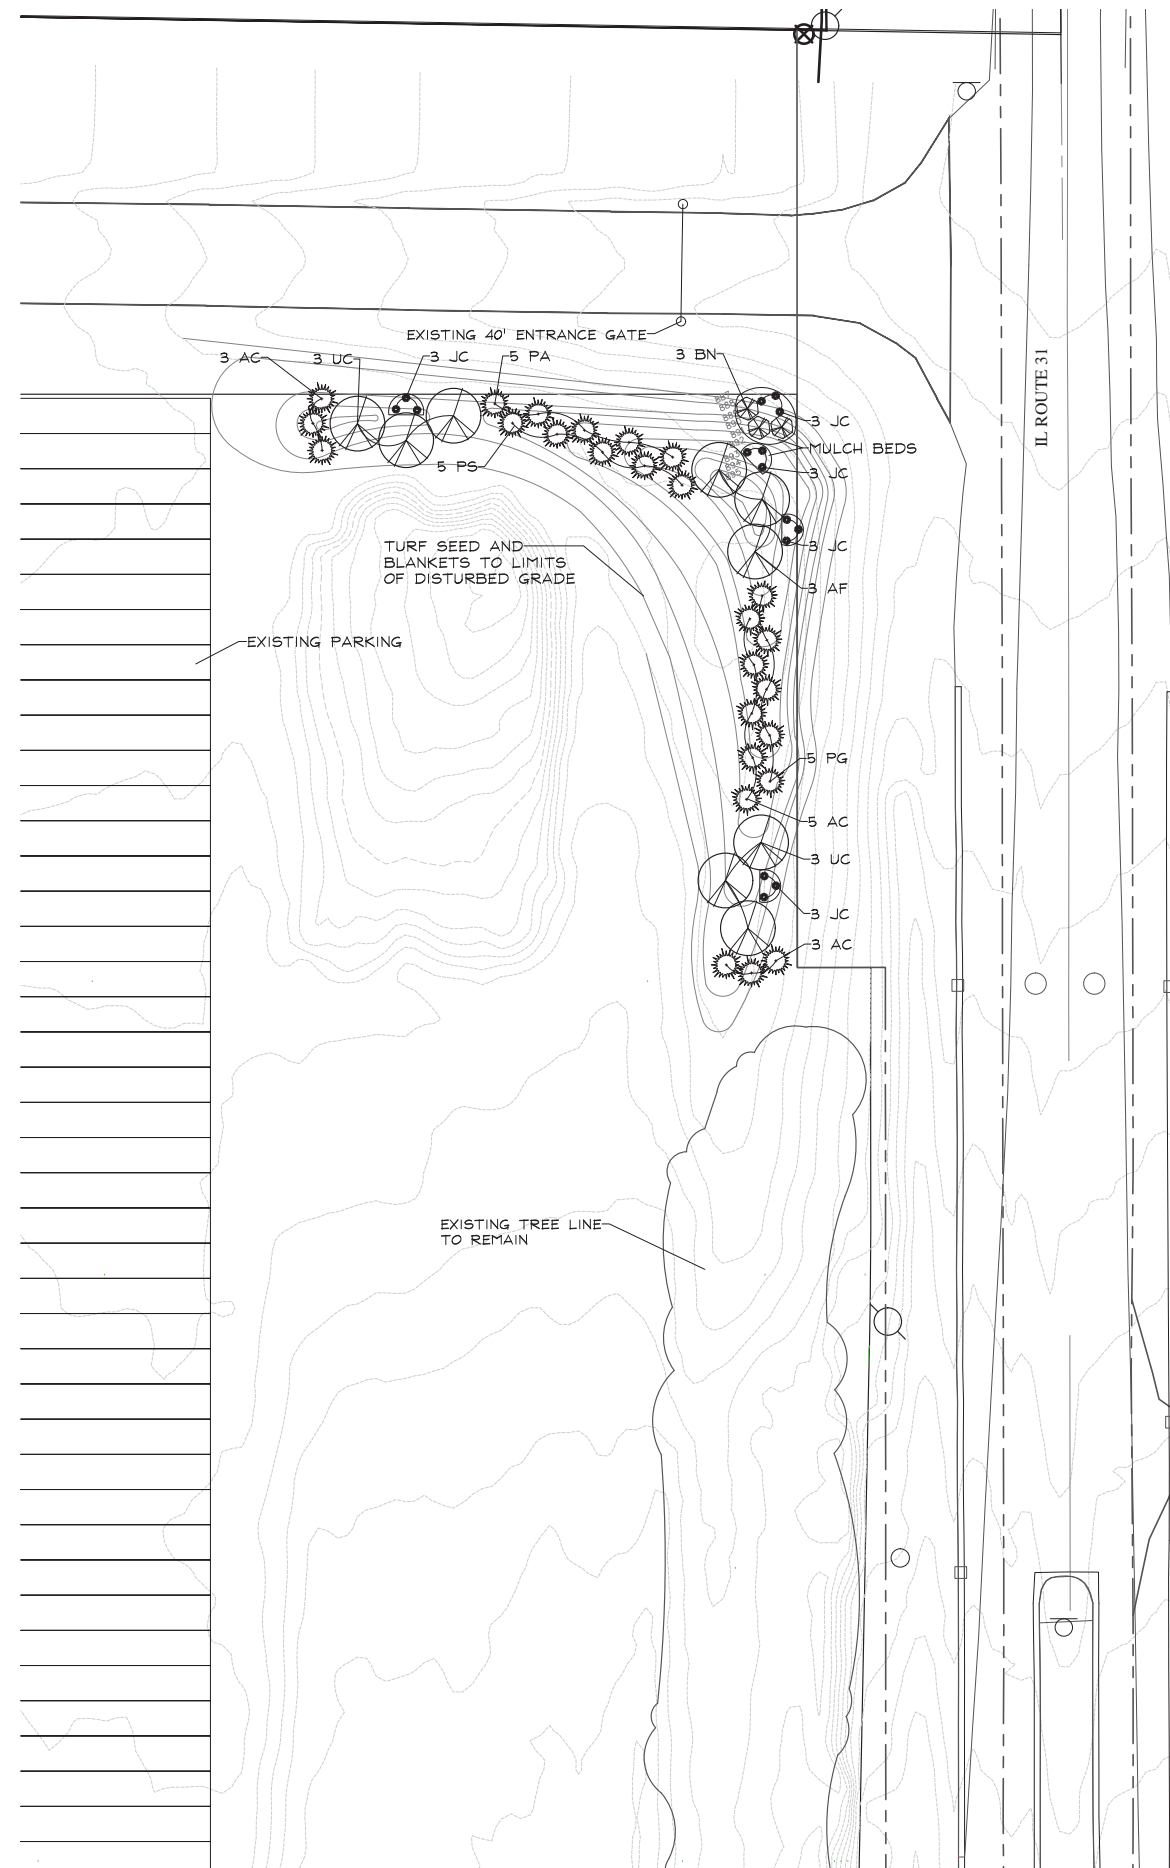 EXISTING 40' ENTRANCE GATE
3 AC
3 UC
3 JC
5 PA
3 BN
3 JC
MULCH BEDS
3 JC
5 PS
TURF SEED AND
BLANKETS TO LIMITS
OF DISTURBED GRADE
3 JC
3 AF
EXISTING PARKING
5 PG
5 AC
3 UC
3 JC
3 AC
EXISTING TREE LINE
TO REMAIN
IL ROUTE 31